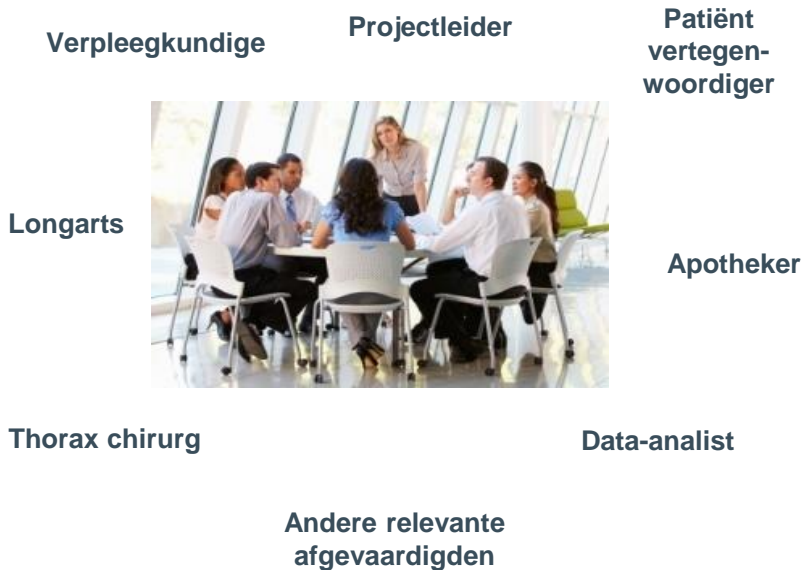 Verpleegkundige
Projectleider
Patiënt
vertegen-
woordiger
Longarts
Apotheker
Thorax chirurg
Data-analist
Andere relevante
afgevaardigden